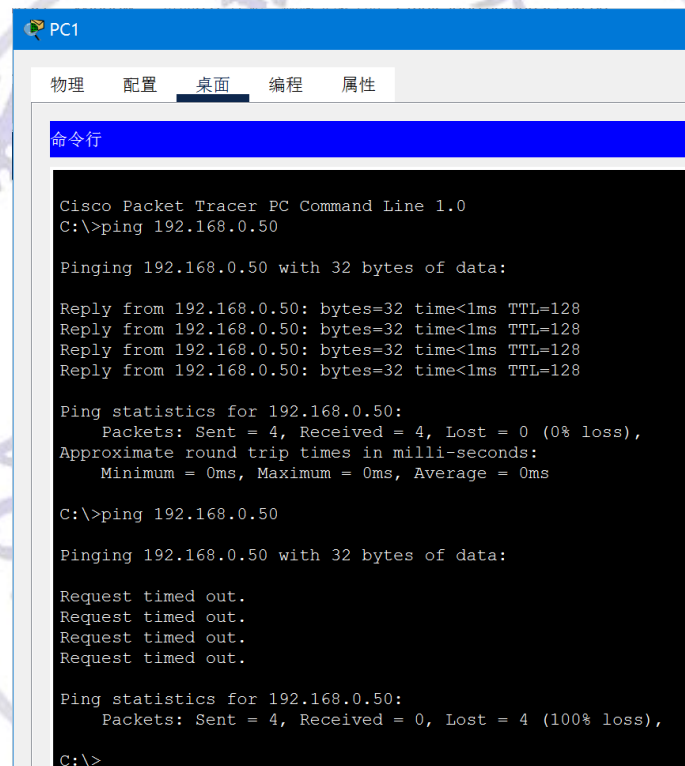 PC1
物理 配置 桌面 编程 属性
命令行
Cisco Packet Tracer PC Command Line 1.0
C:\>ping 192.168.0.50
Pinging 192.168.0.50 with 32 bytes of data:
Reply from 192.168.0.50: bytes=32 time<1ms TTL=128
Reply from 192.168.0.50: bytes=32 time<1ms TTL=128
Reply from 192.168.0.50: bytes=32 time<1ms TTL=128
Reply from 192.168.0.50: bytes=32 time<1ms TTL=128
Ping statistics for 192.168.0.50:
Packets: Sent = 4, Received = 4, Lost = 0 (0% loss),
Approximate round trip times in milli-seconds:
Minimum = 0ms, Maximum = 0ms, Average = 0ms
C:\>ping 192.168.0.50
Pinging 192.168.0.50 with 32 bytes of data:
Request timed out.
Request timed out.
Request timed out.
Request timed out.
Ping statistics for 192.168.0.50:
Packets: Sent = 4, Received = 0, Lost = 4 (100% loss),
C:\>